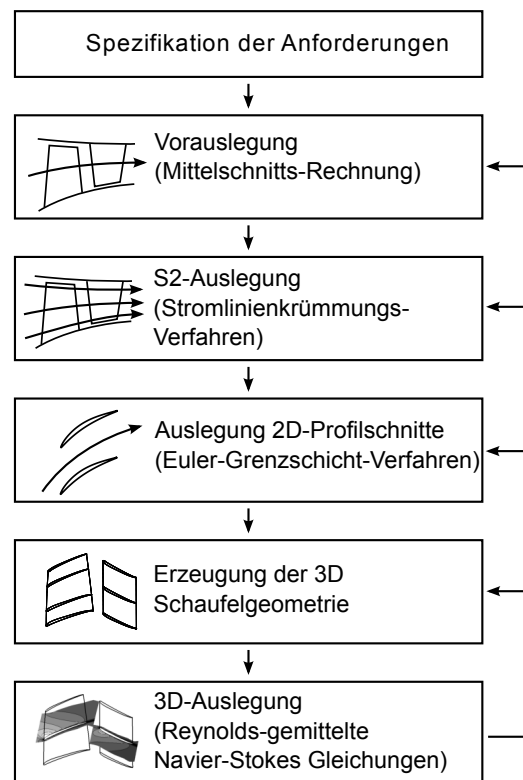 Spezifikation der Anforderungen
Vorauslegung
(Mittelschnitts-Rechnung)
S2-Auslegung
(Stromlinienkrümmungs-
Verfahren)
Auslegung 2D-Profilschnitte
(Euler-Grenzschicht-Verfahren)
Erzeugung der 3D
Schaufelgeometrie
3D-Auslegung
(Reynolds-gemittelte
Navier-Stokes Gleichungen)